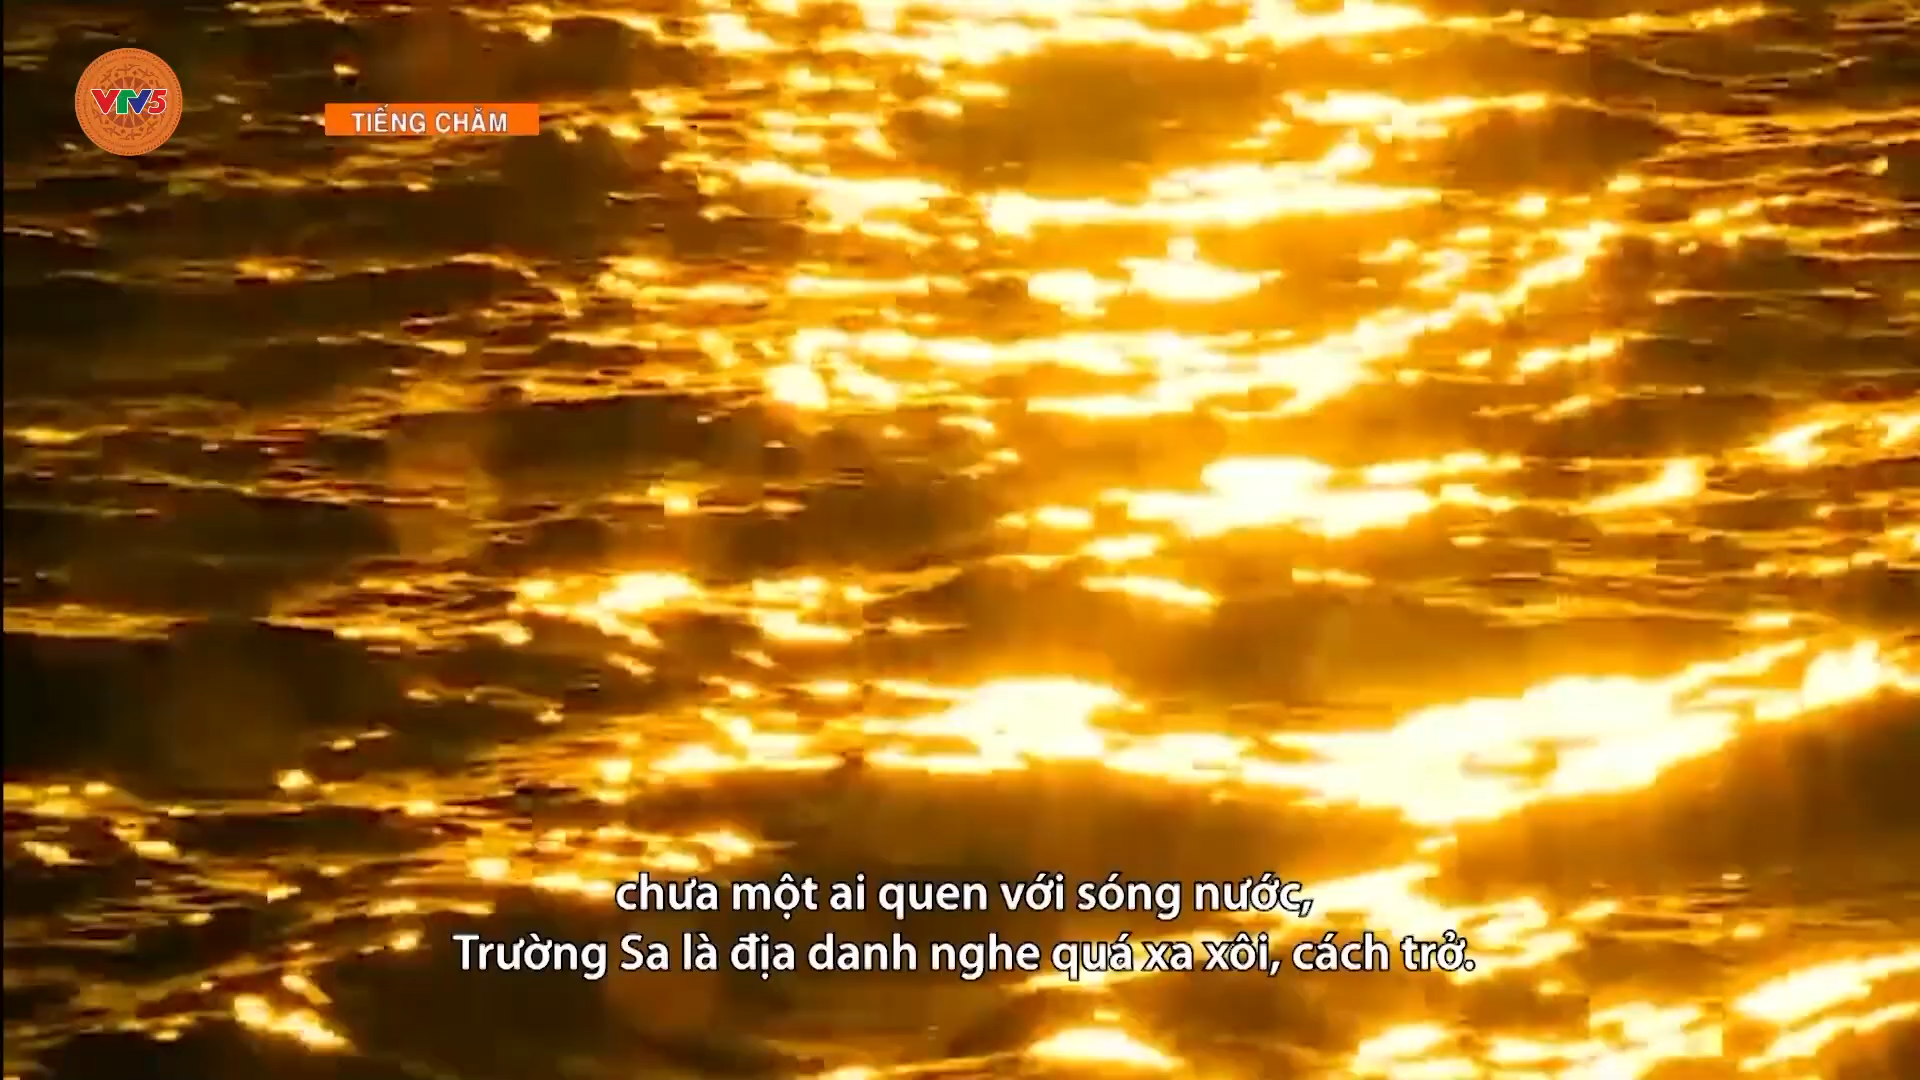 VTV5
TIẾNG CHĂM
chưa một ai quen với sóng nước,
Trường Sa là địa danh nghe quá xa xôi, cách trở.